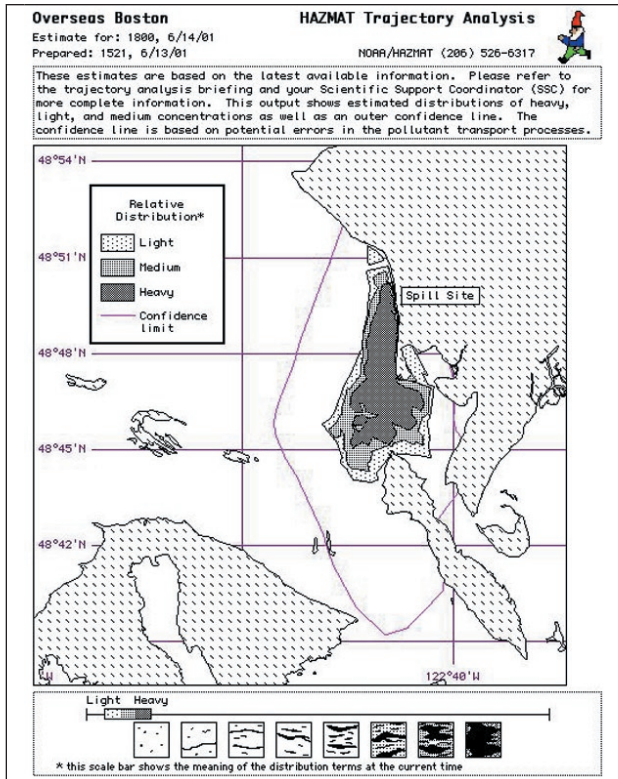 Overseas Boston
HAZMAT Trajectory Analysis
Estimate for: 1800, 6/14/01
Prepared: 1521, 6/13/01
NOAA/HAZMAT (206) 526-6317
These estimates are based on the latest available information. Please refer to
the trajectory analysis briefing and your Scientific Support Coordinator (SSC) for
more complete information. This output shows estimated distributions of heavy,
light, and medium concentrations as well as an outer confidence line. The
confidence line is based on potential errors in the pollutant transport processes.
48°54'N
Relative
Distribution*
Light
Medium
Heavy
Confidence
limit
48°51'N
Spill Site
48°48'N
48°45'N
48°42'N
'W
122°40'W
Light Heavy
* this scale bar shows the meaning of the distribution terms at the current time